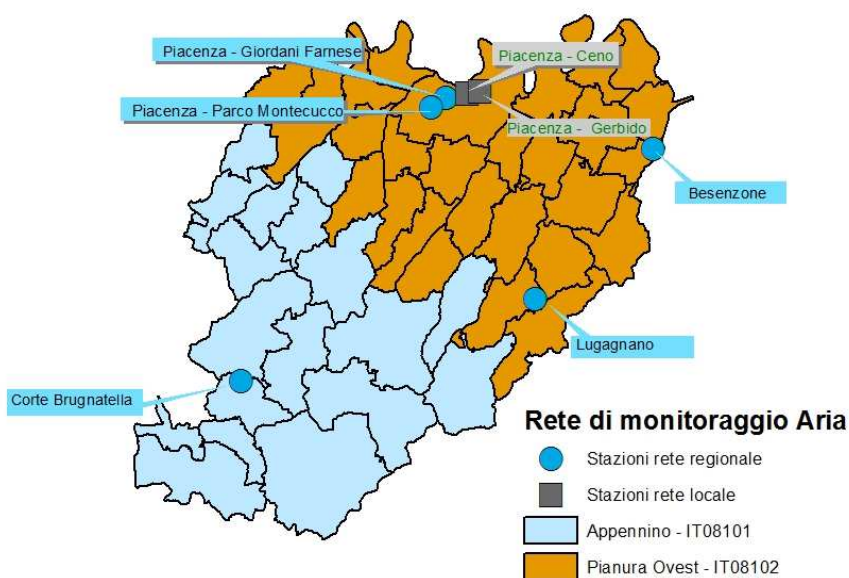 Piacenza - Giordani Farnese
Piacenza - Ceno
Piacenza - Parco Montecucco
Piacenza - Gerbido
Besenzone
Lugagnano
Corte Brugnatella
Rete di monitoraggio Aria
Stazioni rete regionale
Stazioni rete locale
Appennino - IT08101
Pianura Ovest - IT08102